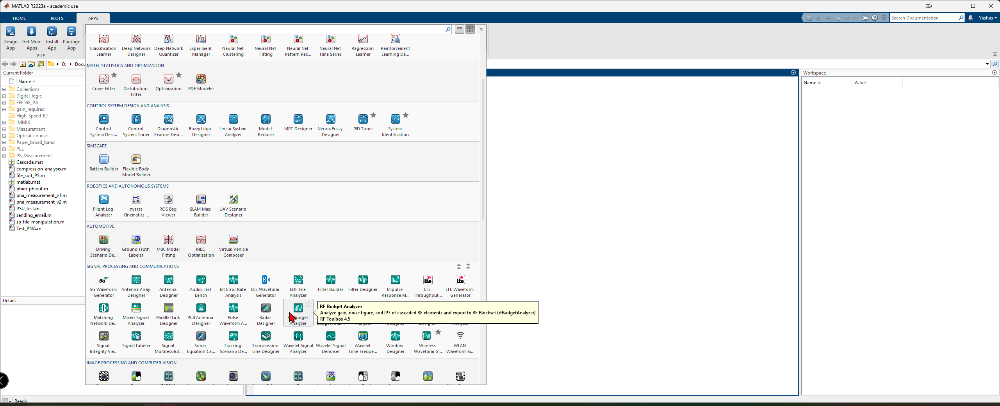 MATLAB R2023a - academic use
HOME PLOTS APPS
Search Documentation
Yashas
Design App
Get More Apps
Install App
Package App
FILE
D: Docu
Current Folder
Name
Collections
Digital_logic
EEE598_PA
gain_required
High_Speed_IO
IMMIX
Measurement
Optical_course
Paper_broad_band
PLL
PS_Measurement
Cascade.mat
compression_analysis.m
file_sort_PS.m
matlab.mat
phiin_phiout.m
pna_measurement_v1.m
pna_measurement_v2.m
PSU_test.m
sending_email.m
sp_file_manipulation.m
Test_PNA.m
Details
Ready
Classification Learner
Deep Network Designer
Deep Network Quantizer
Experiment Manager
Neural Net Clustering
Neural Net Fitting
Neural Net Pattern Rec...
Neural Net Time Series
Regression Learner
Reinforcement Learning De...
MATH, STATISTICS AND OPTIMIZATION
Curve Fitter
Distribution Fitter
Optimization
PDE Modeler
CONTROL SYSTEM DESIGN AND ANALYSIS
Control System Desi...
Control System Tuner
Diagnostic Feature Desi...
Fuzzy Logic Designer
Linear System Analyzer
A B C D
Model Reducer
MPC
MPC Designer
Neuro-Fuzzy Designer
PID
PID Tuner
System Identification
SIMSCAPE
Battery Builder
Flexible Body Model Builder
ROBOTICS AND AUTONOMOUS SYSTEMS
Flight Log Analyzer
IK
Inverse Kinematics ...
ROS Bag Viewer
SLAM Map Builder
UAV Scenario Designer
AUTOMOTIVE
Driving Scenario De...
Ground Truth Labeler
MBC Model Fitting
MBC Optimization
Virtual Vehicle Composer
SIGNAL PROCESSING AND COMMUNICATIONS
5G
5G Waveform Generator
Antenna Array Designer
Antenna Designer
Audio Test Bench
Bit Error Rate Analysis
BLE Waveform Generator
EDF
EDF File Analyzer
Filter Builder
Filter Designer
Impulse Response M...
LTE
LTE Throughput...
LTE
LTE Waveform Generator
Matching Network De...
Mixed-Signal Analyzer
Parallel Link Designer
PCB Antenna Designer
Pulse Waveform A...
Radar Designer
Budget Analyzer
RF Budget Analyzer
Analyze gain, noise figure, and IP3 of cascaded RF elements and export to RF Blockset (rfBudgetAnalyzer)
RF Toolbox 4.5
Signal Integrity Vie...
Signal Labeler
Signal Multiresolut...
Sonar Equation Ca...
Tracking Scenario De...
Transmission Line Designer
Wavelet Signal Analyzer
Wavelet Signal Denoiser
Wavelet Time-Freque...
Window Designer
Wireless Waveform G...
WLAN Waveform G...
IMAGE PROCESSING AND COMPUTER VISION
Workspace
Name
Value